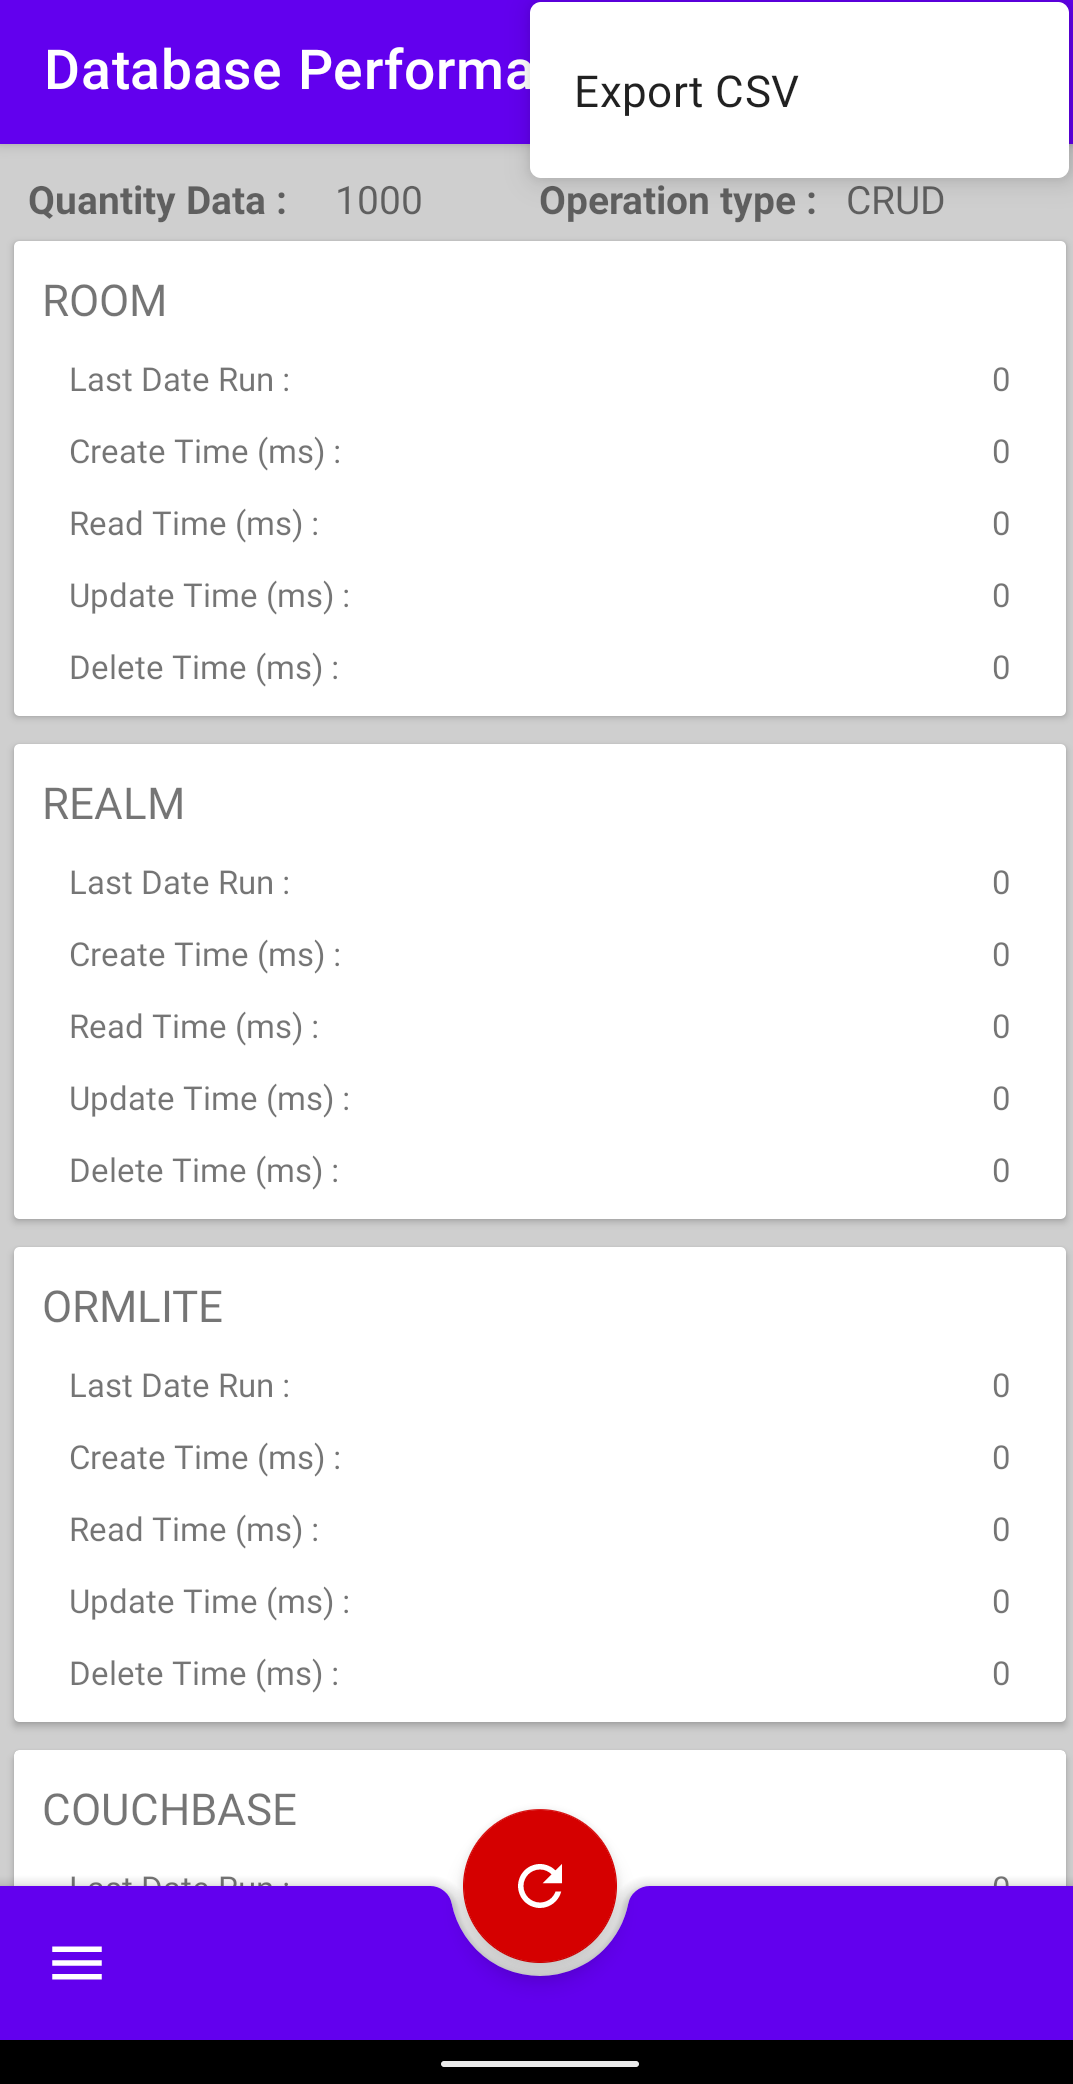 Database Performa
Export CSV
Quantity Data : 1000 Operation type : CRUD
ROOM
Last Date Run : 0
Create Time (ms) : 0
Read Time (ms) : 0
Update Time (ms) : 0
Delete Time (ms) : 0
REALM
Last Date Run : 0
Create Time (ms) : 0
Read Time (ms) : 0
Update Time (ms) : 0
Delete Time (ms) : 0
ORMLITE
Last Date Run : 0
Create Time (ms) : 0
Read Time (ms) : 0
Update Time (ms) : 0
Delete Time (ms) : 0
COUCHBASE
Last Date Run : 0